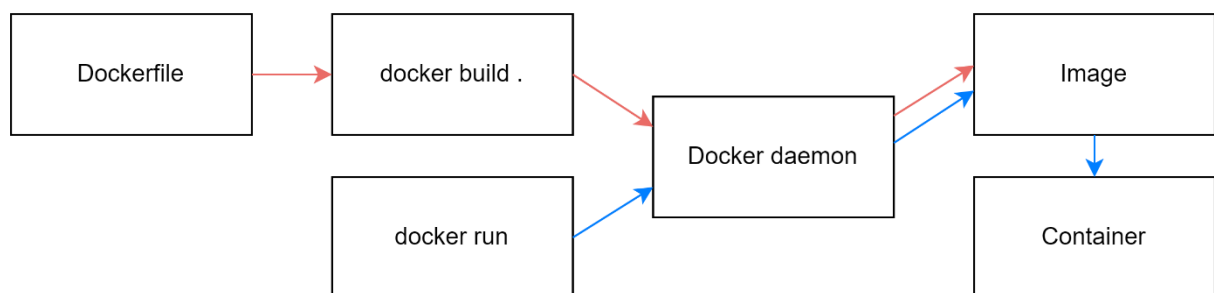 Dockerfile
docker build .
Image
Docker daemon
docker run
Container